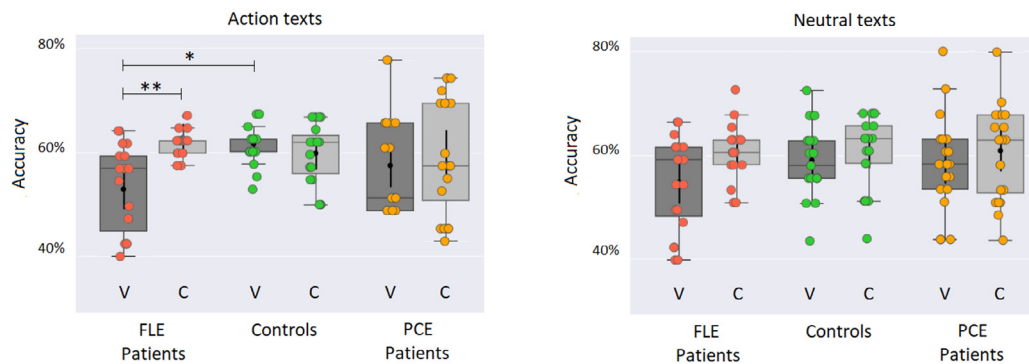 Action texts
Accuracy
80%
60%
40%
*
**
V C V C V C
FLE Patients
Controls
PCE Patients
Neutral texts
Accuracy
80%
60%
40%
V C V C V C
FLE Patients
Controls
PCE Patients